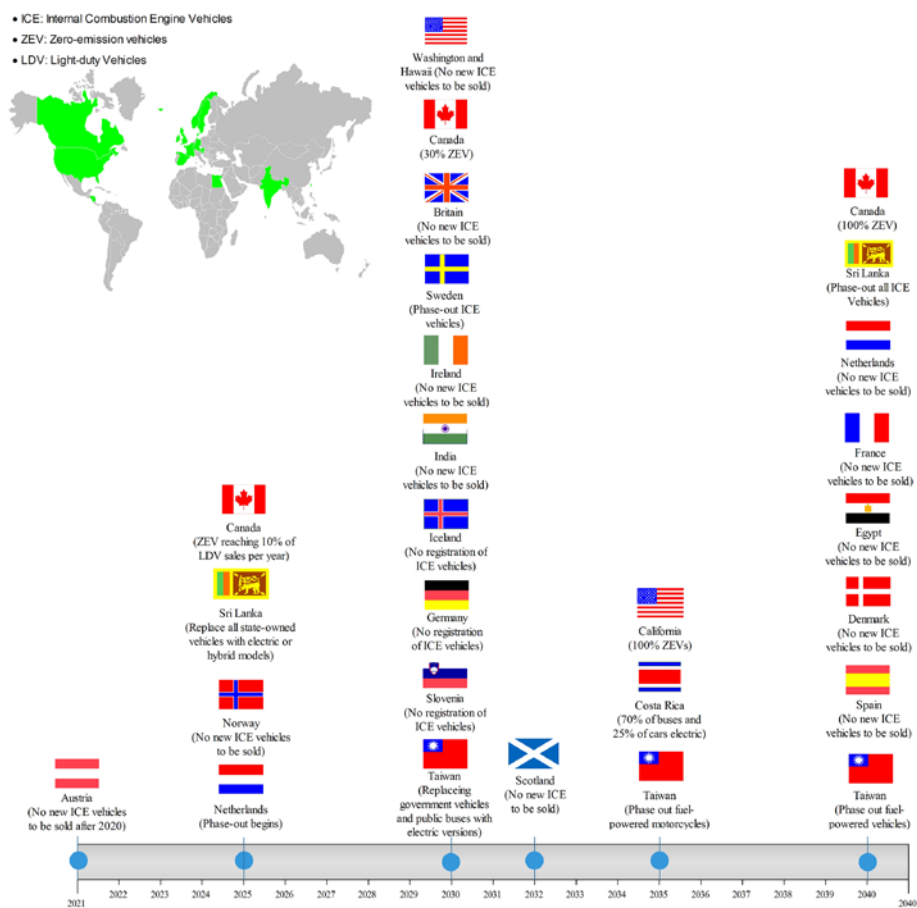 • ICE: Internal Combustion Engine Vehicles
• ZEV: Zero-emission vehicles
• LDV: Light-duty Vehicles
Austria
(No new ICE vehicles
to be sold after 2020)
Canada
(ZEV reaching 10% of
LDV sales per year)
Sri Lanka
(Replace all state-owned
vehicles with electric or
hybrid models)
Norway
(No new ICE vehicles
to be sold)
Netherlands
(Phase-out begins)
Washington and
Hawaii (No new ICE
vehicles to be sold)
Canada
(30% ZEV)
Britain
(No new ICE
vehicles to be sold)
Sweden
(Phase-out ICE
vehicles)
Ireland
(No new ICE
vehicles to be sold)
India
(No new ICE
vehicles to be sold)
Iceland
(No registration of
ICE vehicles)
Germany
(No registration
of ICE vehicles)
Slovenia
(No registration of
ICE vehicles)
Taiwan
(Replaceing
government vehicles
and public buses with
electric versions)
Scotland
(No new ICE
to be sold)
California
(100% ZEVs)
Costa Rica
(70% of buses and
25% of cars electric)
Taiwan
(Phase out fuel-
powered motorcycles)
Canada
(100% ZEV)
Sri Lanka
(Phase-out all ICE
Vehicles)
Netherlands
(No new ICE
vehicles to be sold)
France
(No new ICE
vehicles to be sold)
Egypt
(No new ICE
vehicles to be sold)
Denmark
(No new ICE
vehicles to be sold)
Spain
(No new ICE
vehicles to be sold)
Taiwan
(Phase out fuel-
powered vehicles)
2022 2023 2024 2025 2026 2027 2028 2029 2030 2031 2032 2033 2034 2035 2036 2037 2038 2039 2040
2021 2040